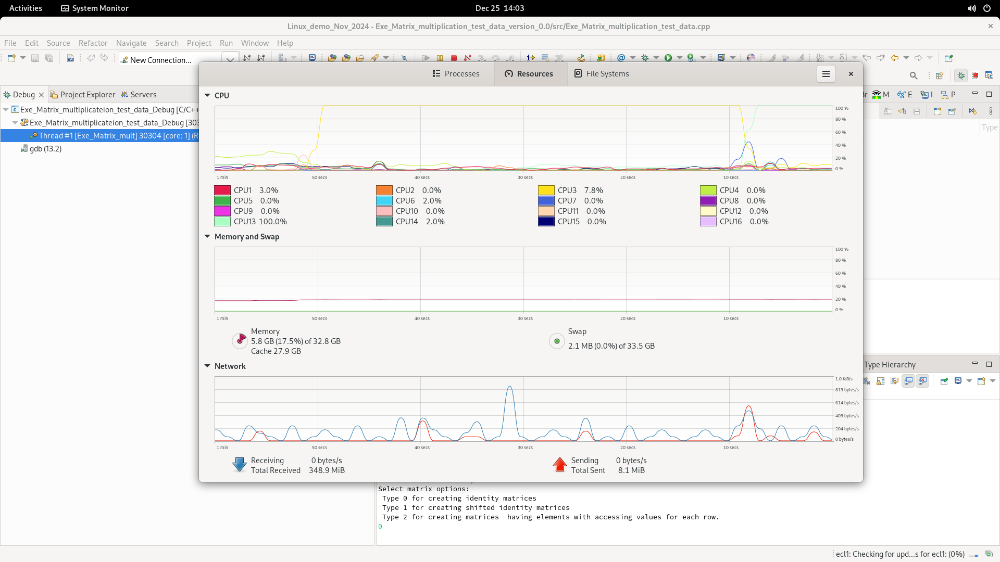 Activities
System Monitor
Dec 25 14:03
Linux_demo_Nov_2024 - Exe_Matrix_multiplication_test_data_version_0.0/src/Exe_Matrix_multiplication_test_data.cpp
File Edit Source Refactor Navigate Search Project Run Window Help
New Connection...
Processes
Resources
File Systems
Debug
Project Explorer
Servers
M
E
I
P
Exe_Matrix_multiplicateion_test_data_Debug [C/C++
Exe_Matrix_multiplicateion_test_data_Debug [303
Thread #1 [Exe_Matrix_mult] 30304 [core: 1] (R
gdb (13.2)
Type
CPU
100 %
80 %
60 %
40 %
20 %
0 %
1 min 50 secs 40 secs 30 secs 20 secs 10 secs
CPU1 3.0% CPU2 0.0% CPU3 7.8% CPU4 0.0%
CPU5 0.0% CPU6 2.0% CPU7 0.0% CPU8 0.0%
CPU9 0.0% CPU10 0.0% CPU11 0.0% CPU12 0.0%
CPU13 100.0% CPU14 2.0% CPU15 0.0% CPU16 0.0%
Memory and Swap
100 %
80 %
60 %
40 %
20 %
0 %
1 min 50 secs 40 secs 30 secs 20 secs 10 secs
Memory
5.8 GB (17.5%) of 32.8 GB
Cache 27.9 GB
Swap
2.1 MB (0.0%) of 33.5 GB
Network
1.0 KiB/s
819 bytes/s
614 bytes/s
409 bytes/s
204 bytes/s
0 bytes/s
1 min 50 secs 40 secs 30 secs 20 secs 10 secs
Receiving 0 bytes/s
Total Received 348.9 MiB
Sending 0 bytes/s
Total Sent 8.1 MiB
Type Hierarchy
Select matrix options:
Type 0 for creating identity matrices
Type 1 for creating shifted identity matrices
Type 2 for creating matrices  having elements with accessing values for each row.
0
ecl1: Checking for upd...s for ecl1: (0%)